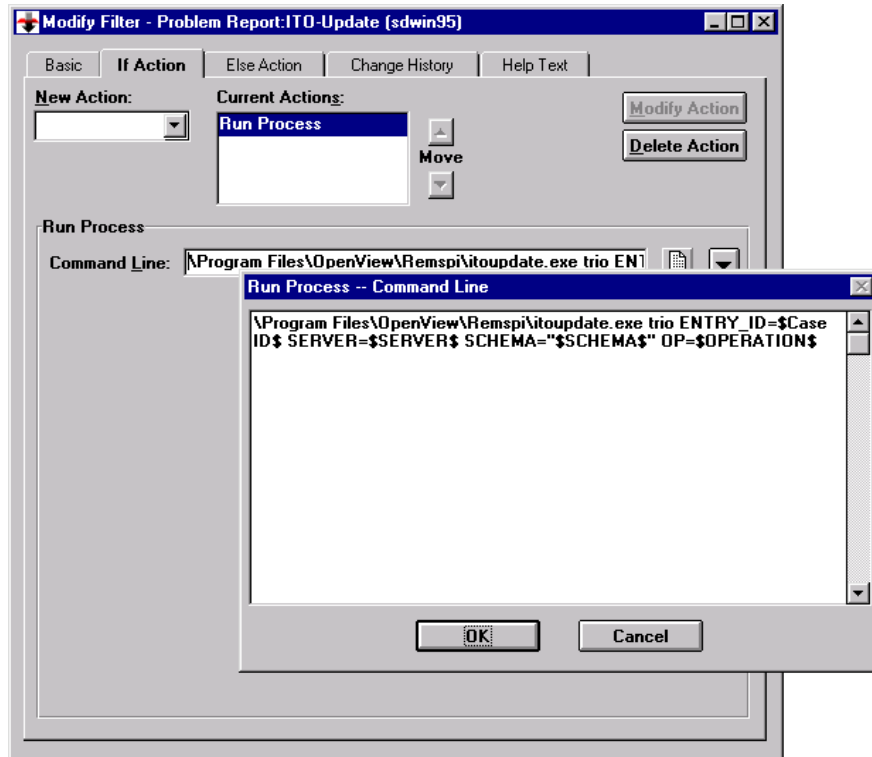 Modify Filter - Problem Report:ITO-Update (sdwin95)
Basic If Action Else Action Change History Help Text
New Action: Current Actions:
Run Process
Modify Action
Move
Delete Action
Run Process
Command Line: \Program Files\OpenView\Remspi\itoupdate.exe trio
Run Process -- Command Line
\Program Files\OpenView\Remspi\itoupdate.exe trio ENTRY_ID=$Case
ID$ SERVER=$SERVER$ SCHEMA="$SCHEMA$" OP=$OPERATION$
OK Cancel